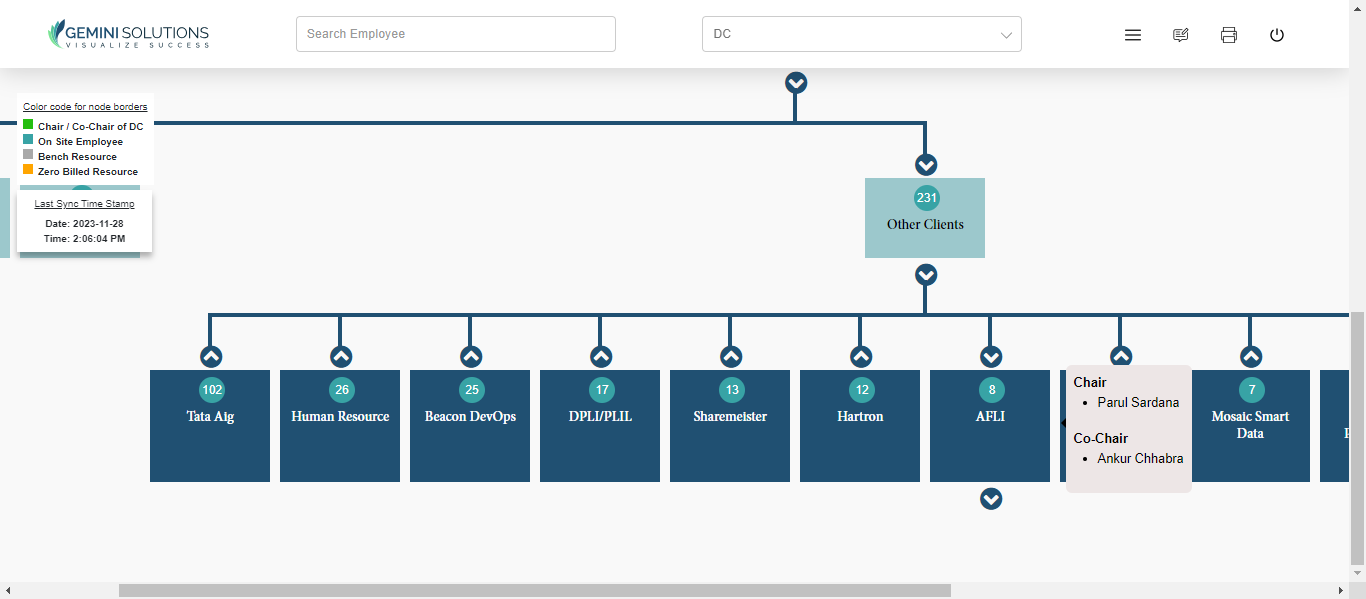 GEMINI SOLUTIONS
VISUALIZE SUCCESS
Search Employee
DC
Color code for node borders
Chair / Co-Chair of DC
On Site Employee
Bench Resource
Zero Billed Resource
Last Sync Time Stamp
Date: 2023-11-28
Time: 2:06:04 PM
231
Other Clients
102
Tata Aig
26
Human Resource
25
Beacon DevOps
17
DPLI/PLIL
13
Sharemeister
12
Hartron
8
AFLI
Chair
Parul Sardana
Co-Chair
Ankur Chhabra
7
Mosaic Smart
Data